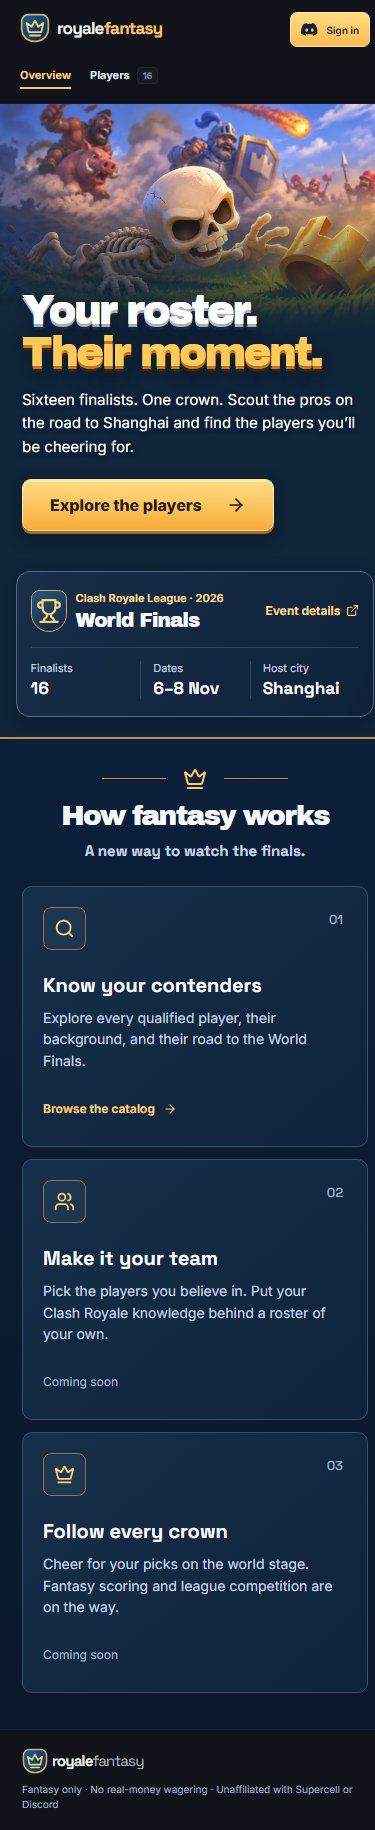 royalefantasy
Sign in
Overview
Players 16
Your roster.
Their moment.
Sixteen finalists. One crown. Scout the pros on
the road to Shanghai and find the players you’ll
be cheering for.
Explore the players
Clash Royale League · 2026
World Finals
Event details
Finalists
16
Dates
6–8 Nov
Host city
Shanghai
How fantasy works
A new way to watch the finals.
01
Know your contenders
Explore every qualified player, their
background, and their road to the World
Finals.
Browse the catalog
02
Make it your team
Pick the players you believe in. Put your
Clash Royale knowledge behind a roster of
your own.
Coming soon
03
Follow every crown
Cheer for your picks on the world stage.
Fantasy scoring and league competition are
on the way.
Coming soon
royalefantasy
Fantasy only · No real-money wagering · Unaffiliated with Supercell or
Discord